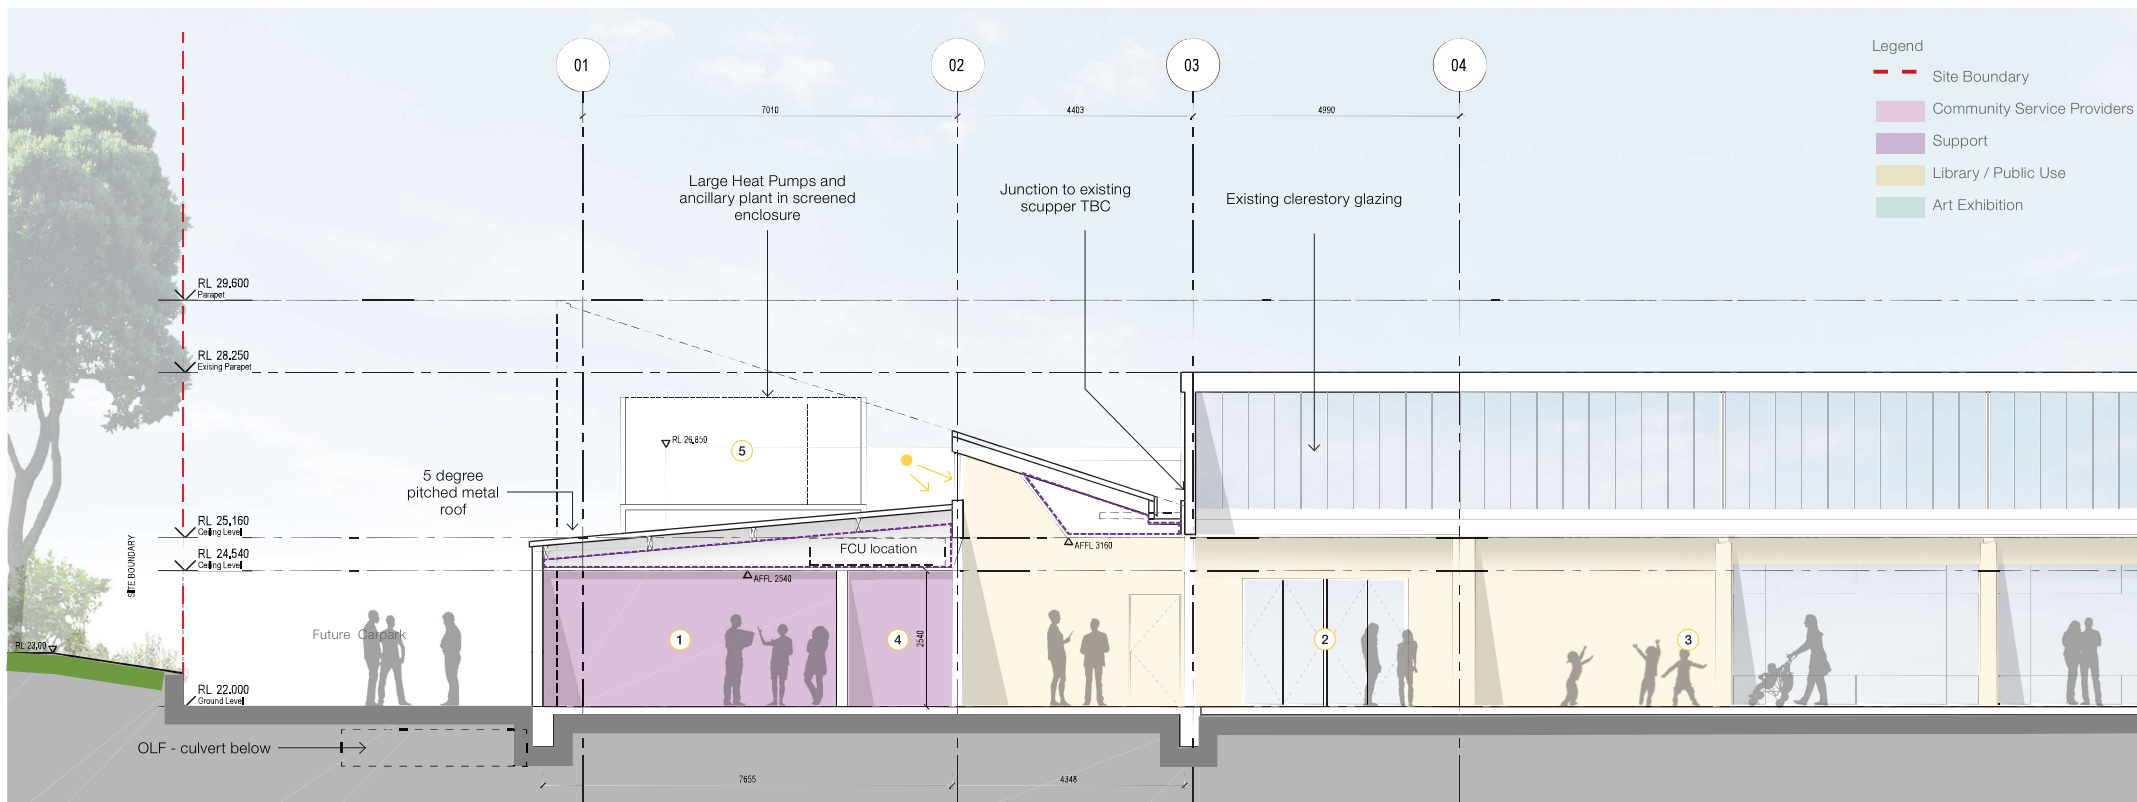 01
02
03
04
Legend
Site Boundary
Community Service Providers
Support
Library / Public Use
Art Exhibition
7010
4403
4990
Large Heat Pumps and
ancillary plant in screened
enclosure
Junction to existing
scupper TBC
Existing clerestory glazing
RL 29.600
Parapet
RL 28.250
Exising Parapet
RL 26.850
5
5 degree
pitched metal
roof
RL 25.160
Ceiling Level
RL 24.540
Ceiling Level
FCU location
AFFL 3160
AFFL 2540
SITE BOUNDARY
Future Carpark
1
4
2540
2
3
RL 23.00
RL 22.000
Ground Level
OLF - culvert below
7655
4348